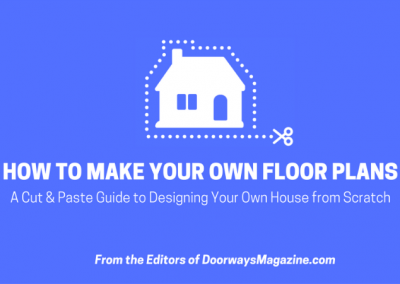 HOW TO MAKE YOUR OWN FLOOR PLANS
A Cut & Paste Guide to Designing Your Own House from Scratch
From the Editors of DoorwaysMagazine.com